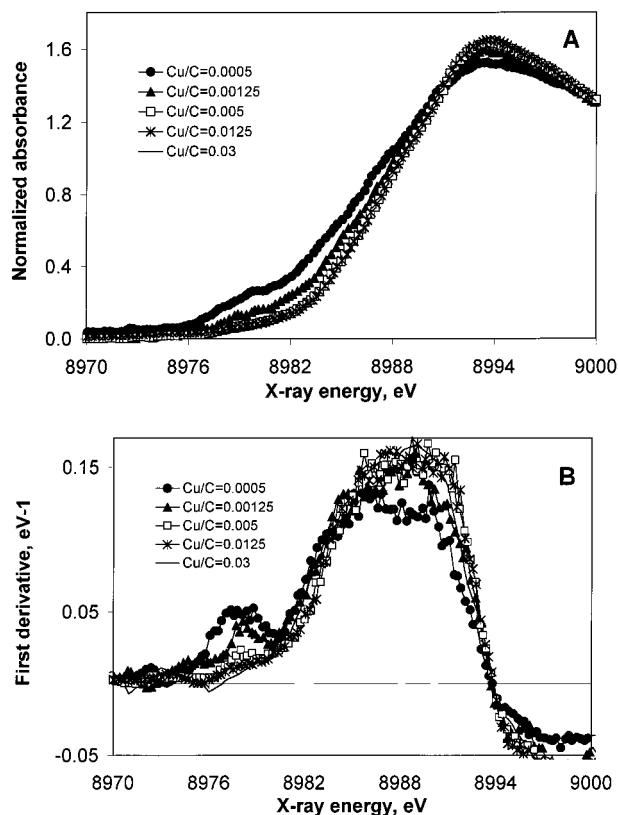 A
Normalized absorbance
1.6
1.2
0.8
0.4
0.0
Cu/C=0.0005
Cu/C=0.00125
Cu/C=0.005
Cu/C=0.0125
Cu/C=0.03
8970 8976 8982 8988 8994 9000
X-ray energy, eV
B
First derivative, eV-1
0.15
0.05
-0.05
Cu/C=0.0005
Cu/C=0.00125
Cu/C=0.005
Cu/C=0.0125
Cu/C=0.03
8970 8976 8982 8988 8994 9000
X-ray energy, eV